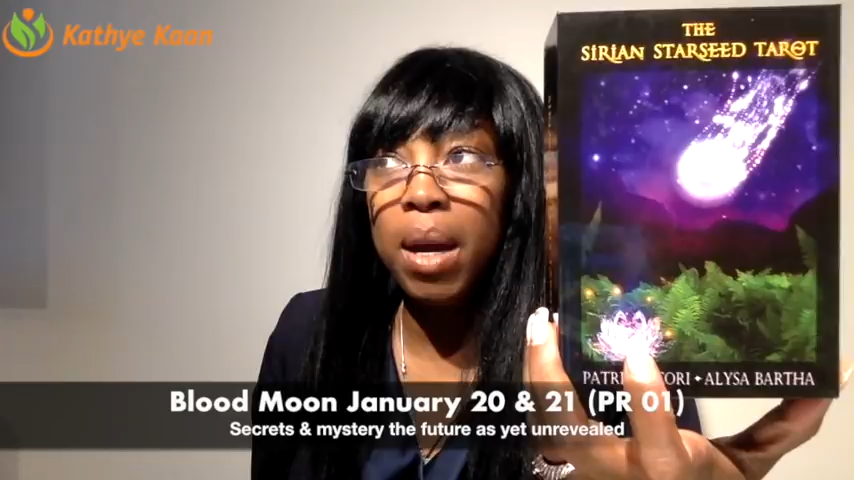 Kathye Kaan
THE
SIRIAN STARSEED TAROT
ALYSA BARTHA
Blood Moon January 20 & 21 (PR 01)
Secrets & mystery the future as yet unrevealed